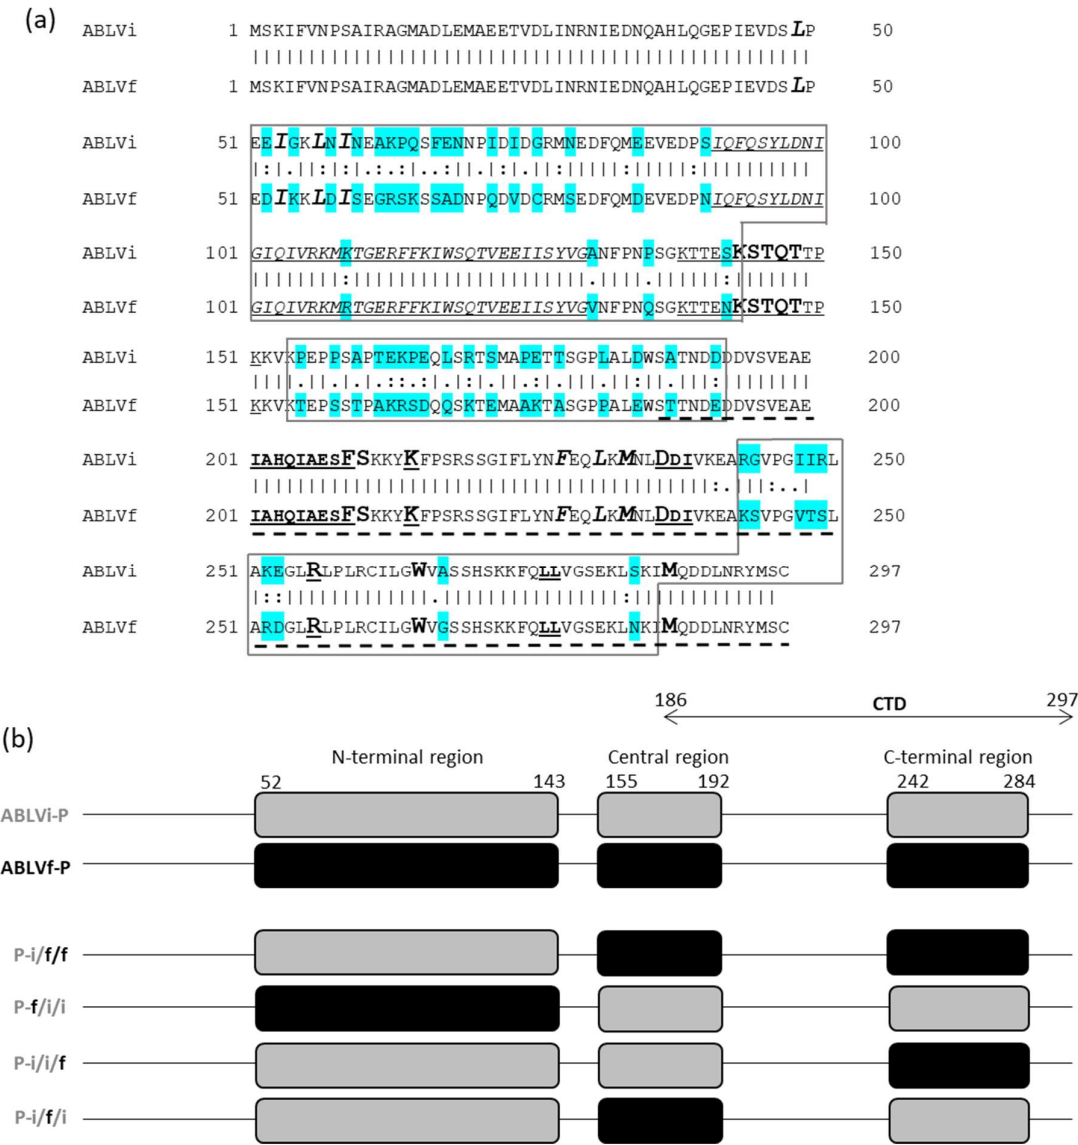 (a)
ABLVi 1 MSKIFVNPSAIRAGMADLEMAEETVDLINRNIEDNQAHLQGEPIEVDSLP 50
||||||||||||||||||||||||||||||||||||||||||||||||||
ABLVf 1 MSKIFVNPSAIRAGMADLEMAEETVDLINRNIEDNQAHLQGEPIEVDSLP 50
ABLVi 51 EEIGKLNINEAKPQSFENNPIDIDGRMNEDFQMEEVEDPSIQFQSYLDNI 100
|:|.||:|:|.:.:|..:||.|:|.||:|||||:|||||:||||||||||
ABLVf 51 EDIKKLDISEGRSKSSADNPQDVDCRMSEDFQMDEVEDPNIQFQSYLDNI 100
ABLVi 101 GIQIVRKMKTGERFFKIWSQTVEEIISYVGANFPNPSGKTTESKSTQTTP 150
||||||||:|||||||||||||||||||||.||||.||||||:|||||||
ABLVf 101 GIQIVRKMRTGERFFKIWSQTVEEIISYVGVNFPNQSGKTTENKSTQTTP 150
ABLVi 151 KKVKPEPPSAPTEKPEQLSRTSMAPETTSGPLALDWSATNDDDDVSVEAE 200
||||.||.|.|.::.:|.|:|.||.:|.|||.||:||.|||:||||||||
ABLVf 151 KKVKTEPSSTPAKRSDQQSKTEMAAKTASGPPALEWSTTNDEDDVSVEAE 200
ABLVi 201 IAHQIAESFSKKYKFPSRSSGIFLYNFEQLKMNLDDIVKEARGVPGIIRL 250
|||||||||||||||||||||||||||||||||||||||||:.|||:..|
ABLVf 201 IAHQIAESFSKKYKFPSRSSGIFLYNFEQLKMNLDDIVKEAKSVPGVTSL 250
ABLVi 251 AKEGLRLPLRCILGWVASSHSKKFQLLVGSEKLSKIMQDDLNRYMSC 297
|::|||||||||||||.||||||||||||||||:|||||||||||||
ABLVf 251 ARDGLRLPLRCILGWVGSSHSKKFQLLVGSEKLNKIMQDDLNRYMSC 297
186 CTD 297
(b)
N-terminal region Central region C-terminal region
52 143 155 192 242 284
ABLVi-P
ABLVf-P
P-i/f/f
P-f/i/i
P-i/i/f
P-i/f/i